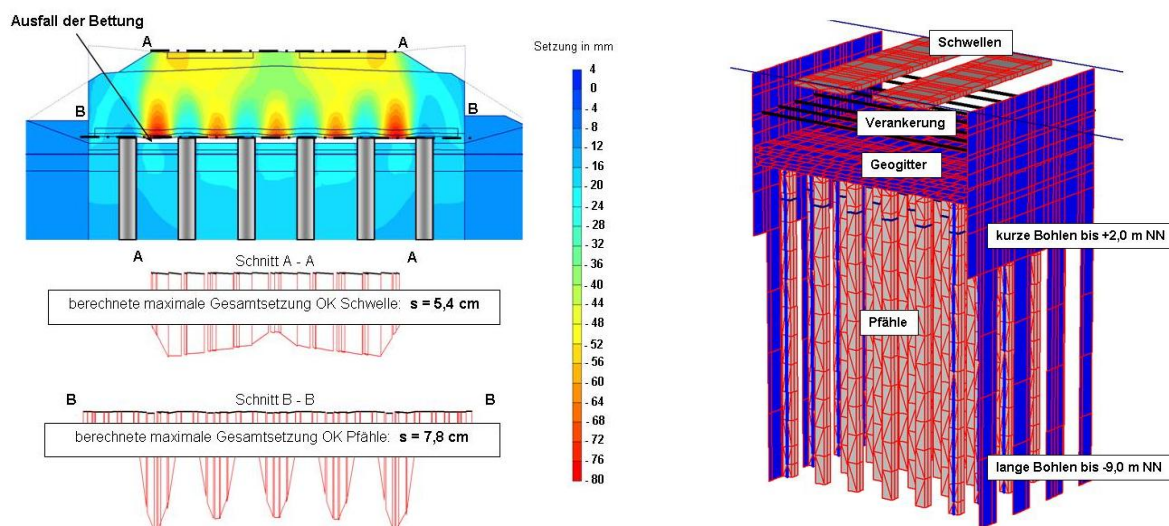 Ausfall der Bettung
A
A
B
B
A
A
Schnitt A - A
berechnete maximale Gesamtsetzung OK Schwelle: s = 5,4 cm
B
Schnitt B - B
B
berechnete maximale Gesamtsetzung OK Pfähle: s = 7,8 cm
Setzung in mm
4
0
- 4
- 8
- 12
- 16
- 20
- 24
- 28
- 32
- 36
- 40
- 44
- 48
- 52
- 56
- 60
- 64
- 68
- 72
- 76
- 80
Schwellen
Verankerung
Geogitter
kurze Bohlen bis +2,0 m NN
Pfähle
lange Bohlen bis -9,0 m NN